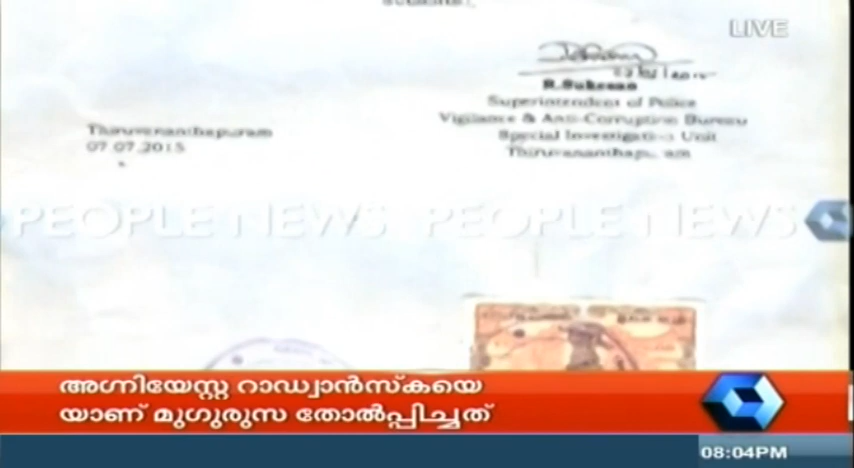 LIVE
R.Sukesan
Superintendent of Police
Vigilance & Anti-Corruption Bureau
Special Investigation Unit
Thiruvananthapuram
Thiruvananthapuram
07.07.2015
PEOPLE NEWS PEOPLE NEWS
അഗ്നിയേസ്റ്റ റാഡ്വാൻസ്കയെ
യാണ് മുഗുരുസ തോൽപ്പിച്ചത്
08:04PM